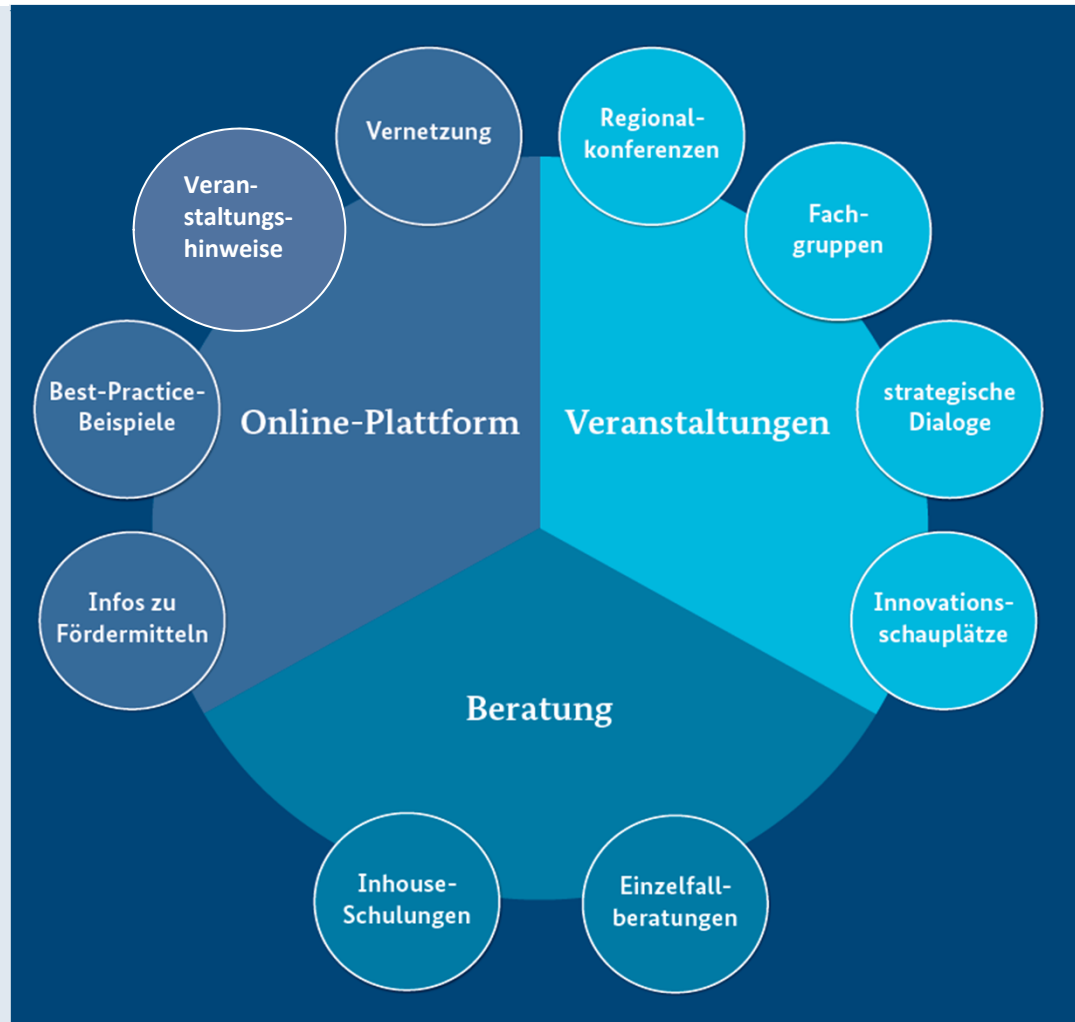 Vernetzung
Regional-
konferenzen
Veran-
staltungs-
hinweise
Fach-
gruppen
Best-Practice-
Beispiele
Online-Plattform
Veranstaltungen
strategische
Dialoge
Infos zu
Fördermitteln
Innovations-
schauplätze
Beratung
Inhouse-
Schulungen
Einzelfall-
beratungen